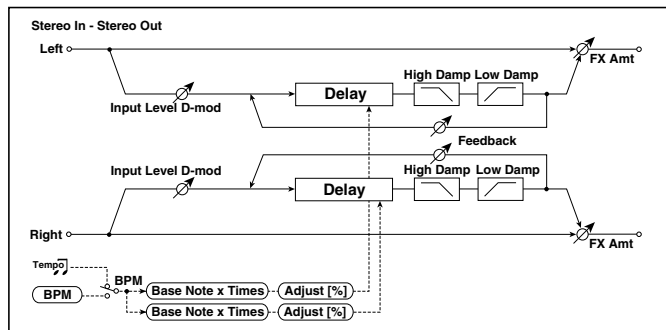 Stereo In - Stereo Out
Left
FX Amt
High Damp Low Damp
Delay
Input Level D-mod
Feedback
Input Level D-mod
High Damp Low Damp
Delay
Right
FX Amt
Tempo
BPM
BPM
Base Note x Times
Adjust [%]
Base Note x Times
Adjust [%]